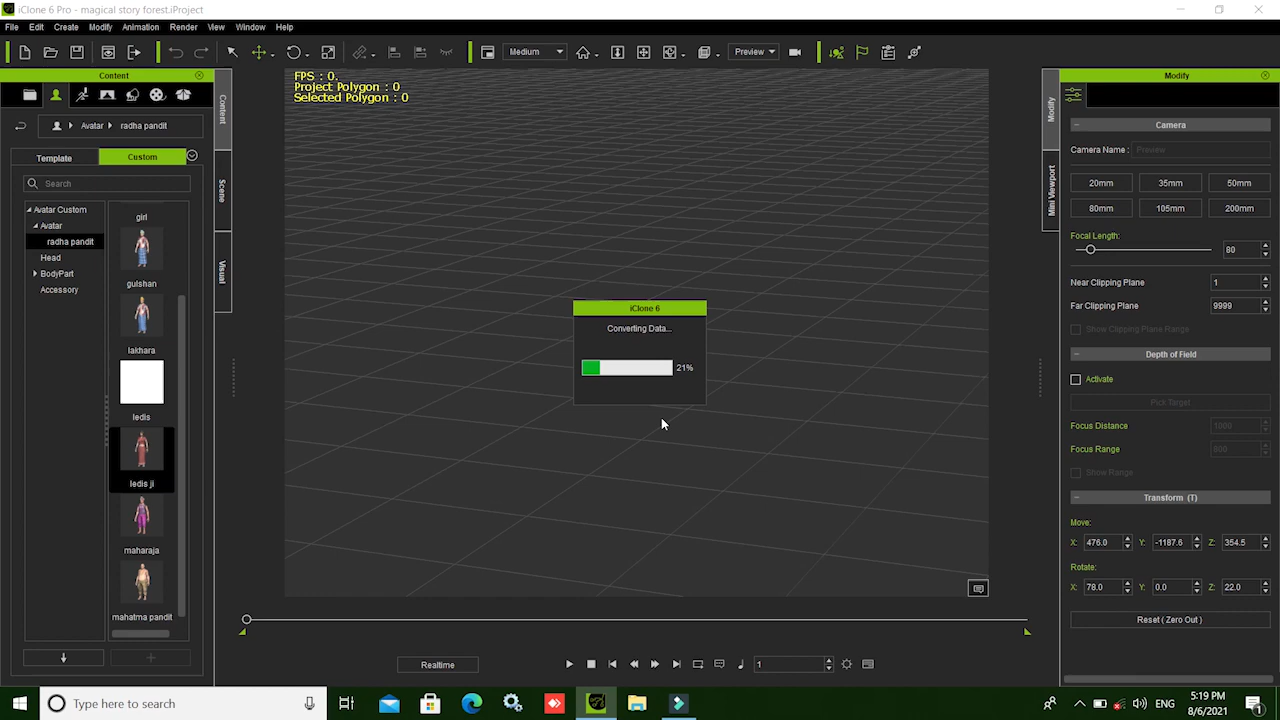 iClone 6 Pro - magical story forest.iProject
File Edit Create Modify Animation Render View Window Help
Medium Preview
Content
Avatar radha pandit
Template Custom
Search
Avatar Custom
Avatar
radha pandit
Head
BodyPart
Accessory
girl
gulshan
lakhara
ledis
ledis ji
maharaja
mahatma pandit
Content
Scene
Visual
FPS : 0.
Project Polygon : 0
Selected Polygon : 0
iClone 6
Converting Data...
21%
Realtime
1
Modify
Mini Viewport
Modify
Camera
Camera Name : Preview
20mm 35mm 50mm
80mm 105mm 200mm
Focal Length:
80
Near Clipping Plane 1
Far Clipping Plane 9999
Show Clipping Plane Range
Depth of Field
Activate
Pick Target
Focus Distance 1000
Focus Range 800
Show Range
Transform (T)
Move:
X: 476.0 Y: -1187.6 Z: 354.5
Rotate:
X: 78.0 Y: 0.0 Z: 22.0
Reset ( Zero Out )
Type here to search
ENG
5:19 PM
8/6/2021
1